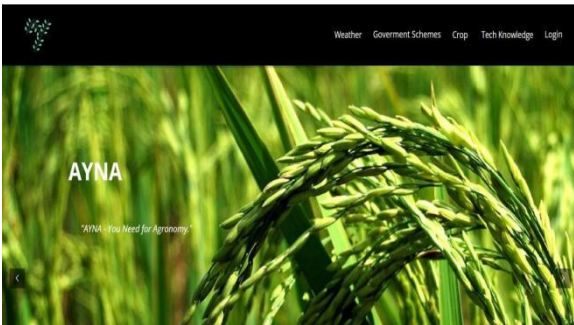 Weather Goverment Schemes Crop Tech Knowledge Login
AYNA
"AYNA - You Need for Agronomy."